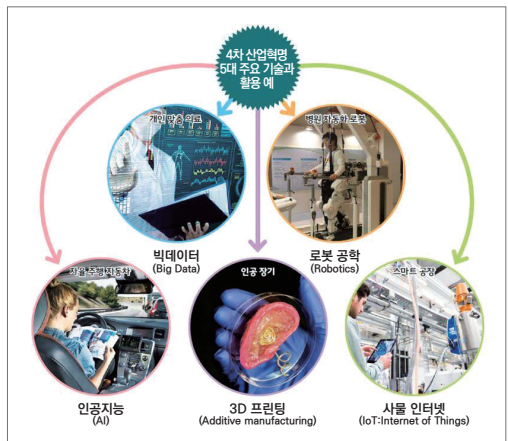 4차 산업혁명
5대 주요 기술과
활용 예
개인 맞춤 의료
병원 자동화 로봇
빅데이터
(Big Data)
로봇 공학
(Robotics)
자율 주행 자동차
인공 장기
스마트 공장
인공지능
(AI)
3D 프린팅
(Additive manufacturing)
사물 인터넷
(IoT:Internet of Things)